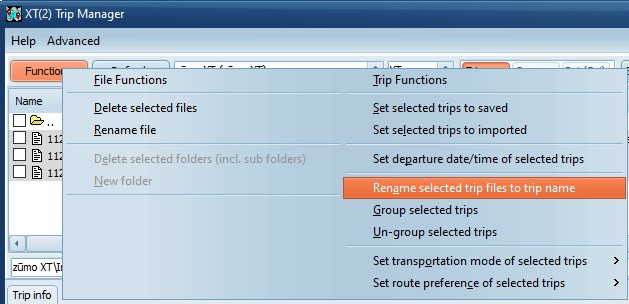 XT(2) Trip Manager
Help Advanced
Function
Name
..
112
112
112
File Functions
Delete selected files
Rename file
Delete selected folders (incl. sub folders)
New folder
Trip Functions
Set selected trips to saved
Set selected trips to imported
Set departure date/time of selected trips
Rename selected trip files to trip name
Group selected trips
Un-group selected trips
Set transportation mode of selected trips
Set route preference of selected trips
zūmo XT\In
Trip info